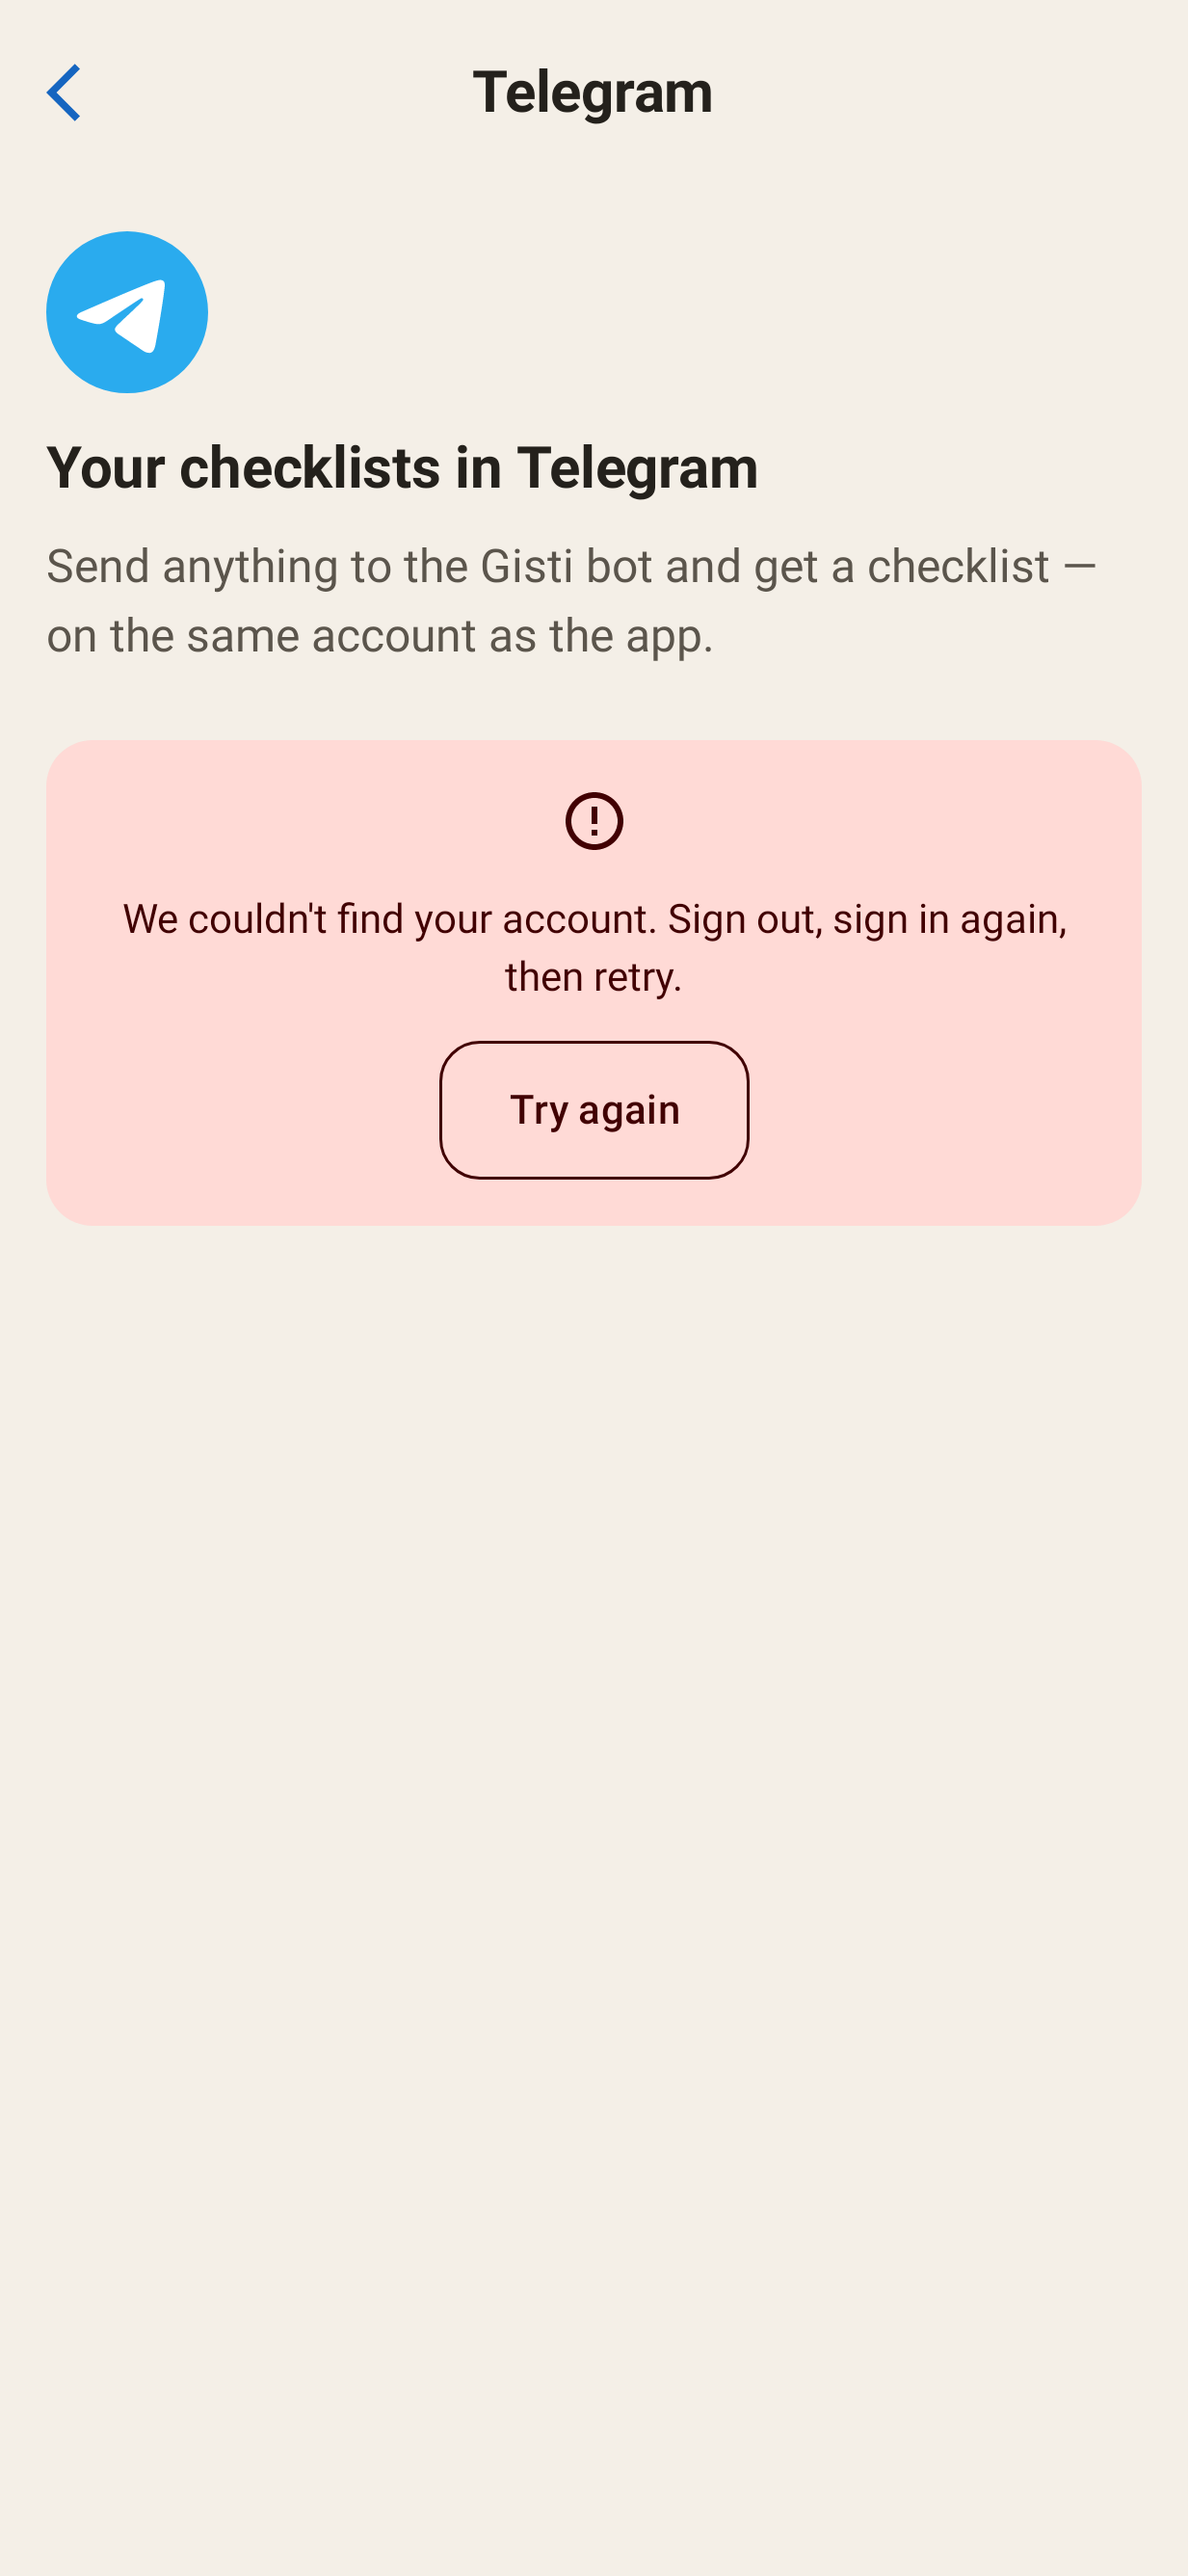 Telegram
Your checklists in Telegram
Send anything to the Gisti bot and get a checklist —
on the same account as the app.
We couldn't find your account. Sign out, sign in again,
then retry.
Try again